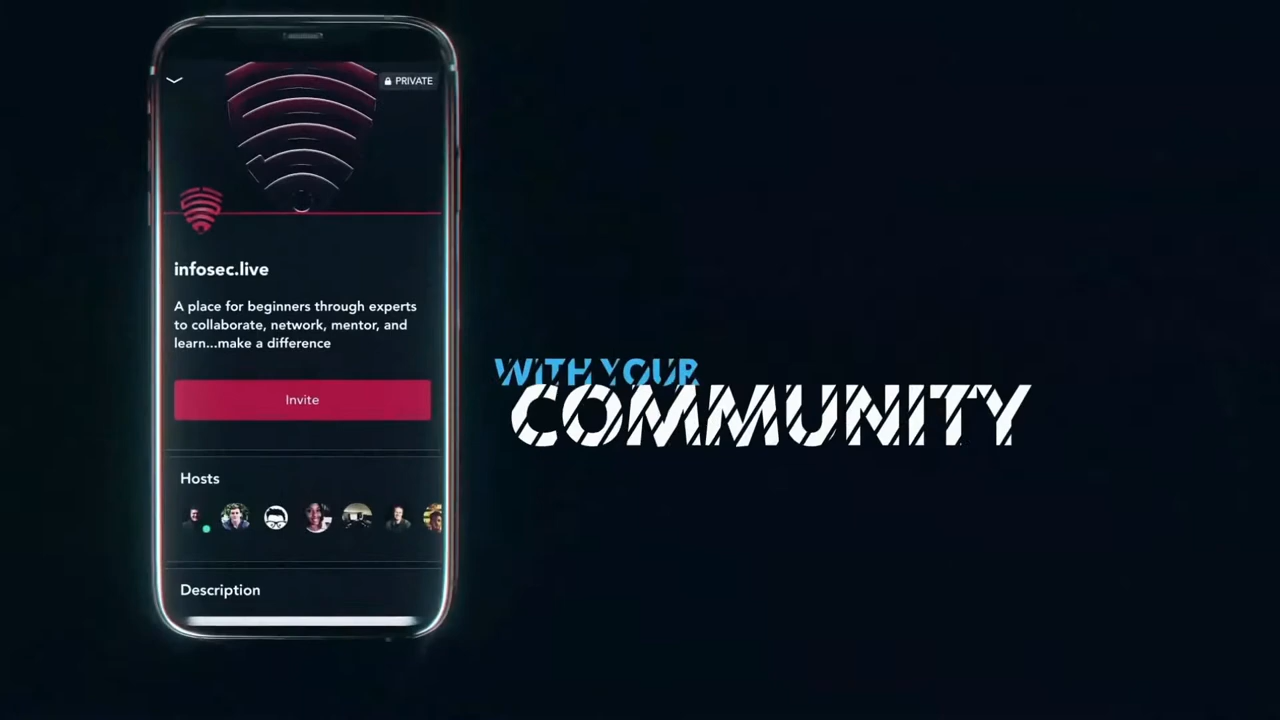 PRIVATE
infosec.live
A place for beginners through experts
to collaborate, network, mentor, and
learn...make a difference
Invite
Hosts
Description
WITH YOUR
COMMUNITY